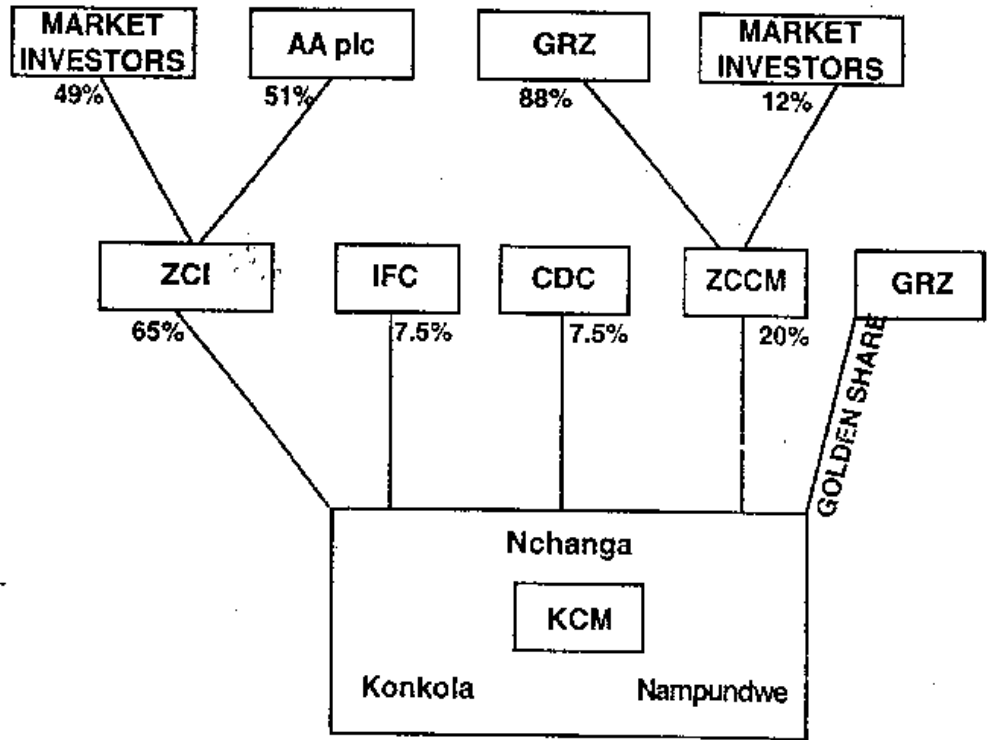 MARKET
INVESTORS
AA plc
GRZ
MARKET
INVESTORS
49%
51%
88%
12%
ZCI
IFC
CDC
ZCCM
GRZ
65%
7.5%
7.5%
20%
GOLDEN SHARE
Nchanga
KCM
Konkola
Nampundwe